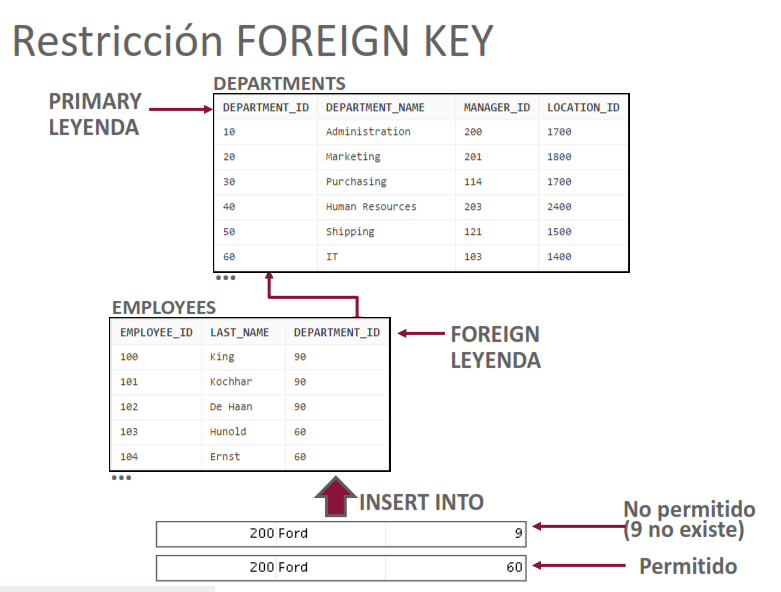 Restricción FOREIGN KEY
DEPARTMENTS
PRIMARY
LEYENDA
DEPARTMENT_ID DEPARTMENT_NAME MANAGER_ID LOCATION_ID
10 Administration 200 1700
20 Marketing 201 1800
30 Purchasing 114 1700
40 Human Resources 203 2400
50 Shipping 121 1500
60 IT 103 1400
...
EMPLOYEES
EMPLOYEE_ID LAST_NAME DEPARTMENT_ID
100 King 90
101 Kochhar 90
102 De Haan 90
103 Hunold 60
104 Ernst 60
...
FOREIGN
LEYENDA
INSERT INTO
200 Ford 9
No permitido
(9 no existe)
200 Ford 60
Permitido